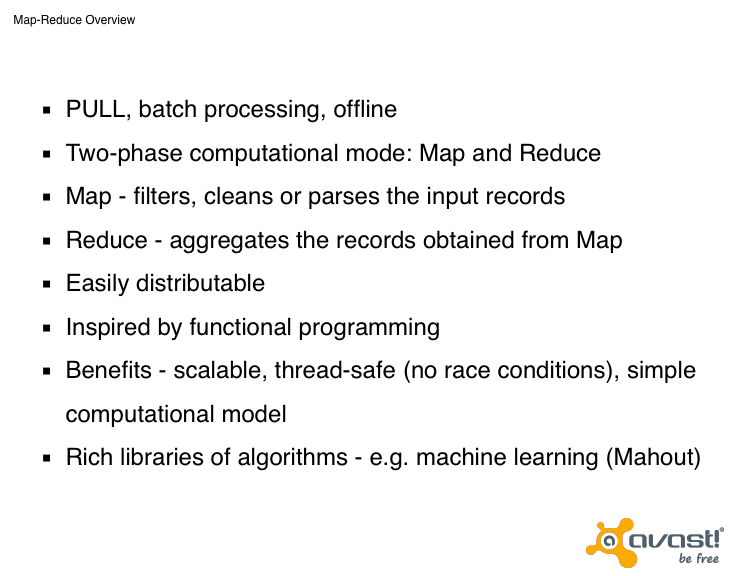 Map-Reduce Overview
▪ PULL, batch processing, offline
▪ Two-phase computational mode: Map and Reduce
▪ Map - filters, cleans or parses the input records
▪ Reduce - aggregates the records obtained from Map
▪ Easily distributable
▪ Inspired by functional programming
▪ Benefits - scalable, thread-safe (no race conditions), simple
computational model
▪ Rich libraries of algorithms - e.g. machine learning (Mahout)
a avast!®
be free